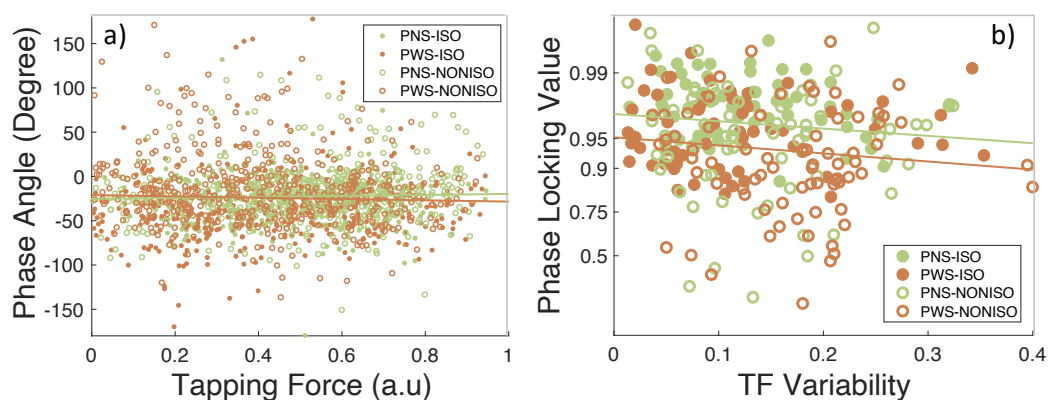 a)
PNS-ISO
PWS-ISO
PNS-NONISO
PWS-NONISO
Phase Angle (Degree)
150
100
50
0
-50
-100
-150
0 0.2 0.4 0.6 0.8 1
Tapping Force (a.u)
b)
Phase Locking Value
0.99
0.95
0.9
0.75
0.5
PNS-ISO
PWS-ISO
PNS-NONISO
PWS-NONISO
0 0.1 0.2 0.3 0.4
TF Variability